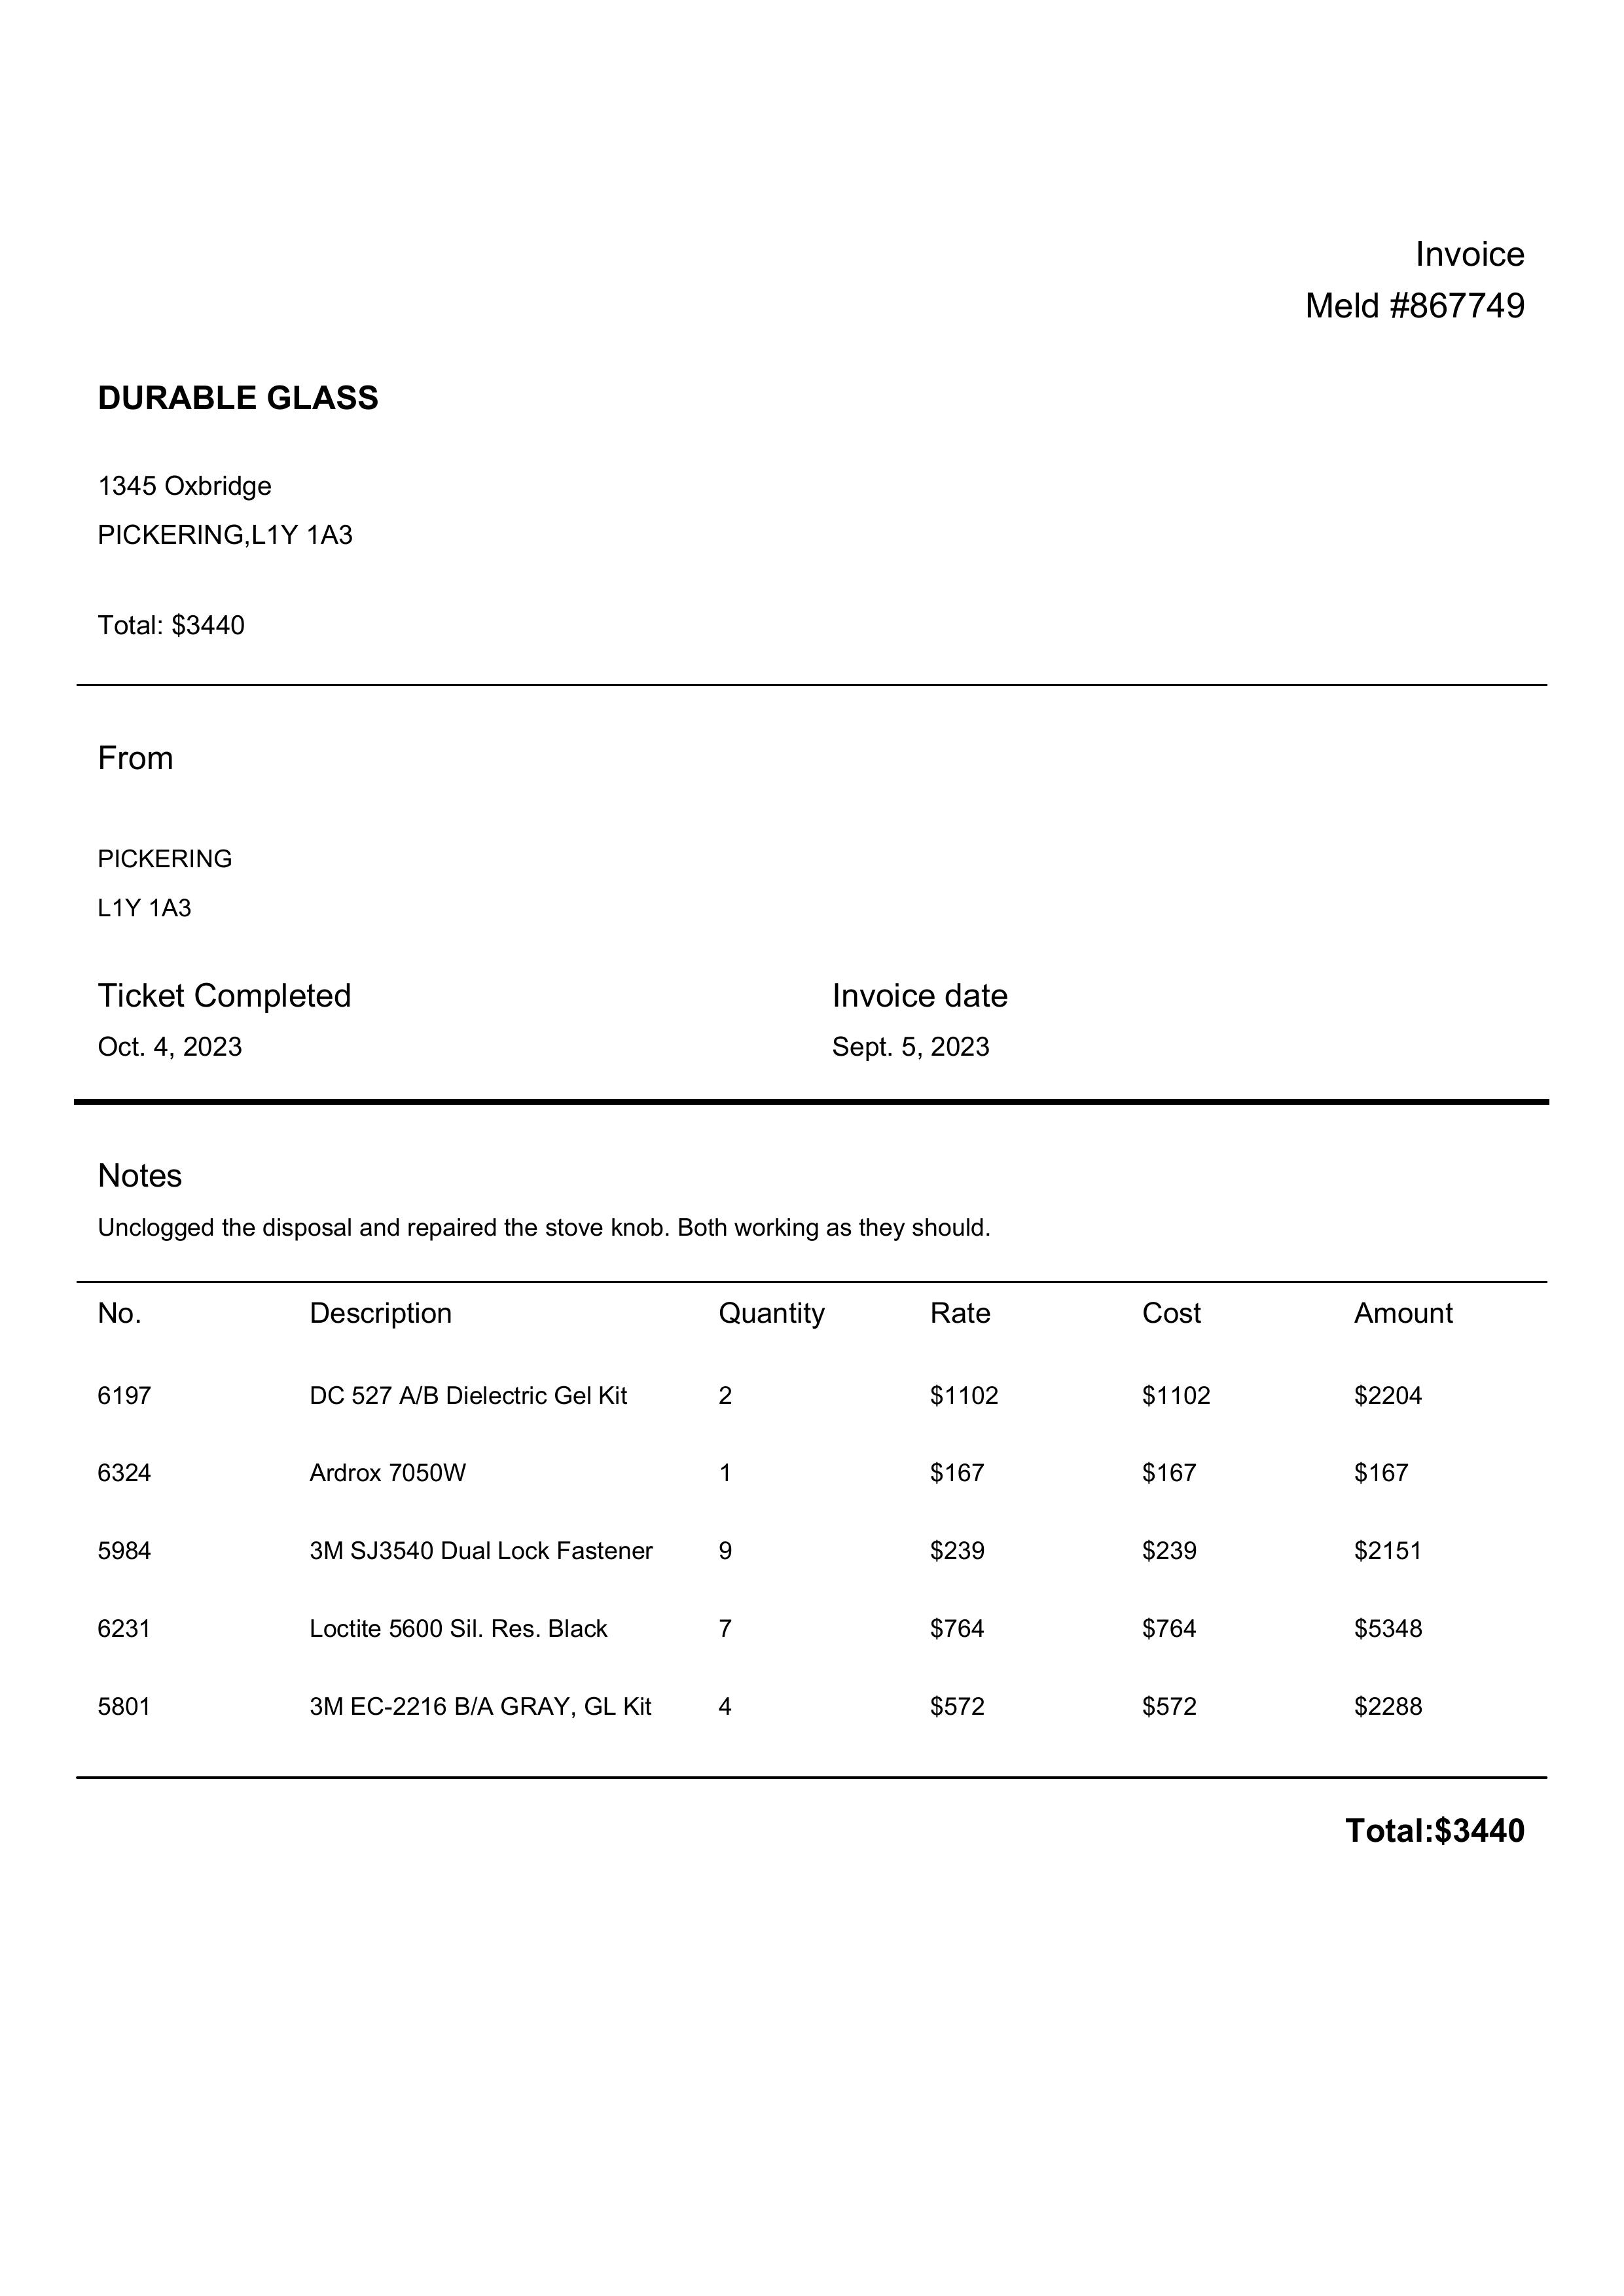 Invoice
Meld #867749
DURABLE GLASS
1345 Oxbridge
PICKERING,L1Y 1A3
Total: $3440
From
PICKERING
L1Y 1A3
Ticket Completed Invoice date
Oct. 4, 2023 Sept. 5, 2023
Notes
Unclogged the disposal and repaired the stove knob. Both working as they should.
No. Description Quantity Rate Cost Amount
6197 DC 527 A/B Dielectric Gel Kit 2 $1102 $1102 $2204
6324 Ardrox 7050W 1 $167 $167 $167
5984 3M SJ3540 Dual Lock Fastener 9 $239 $239 $2151
6231 Loctite 5600 Sil. Res. Black 7 $764 $764 $5348
5801 3M EC-2216 B/A GRAY, GL Kit 4 $572 $572 $2288
Total:$3440